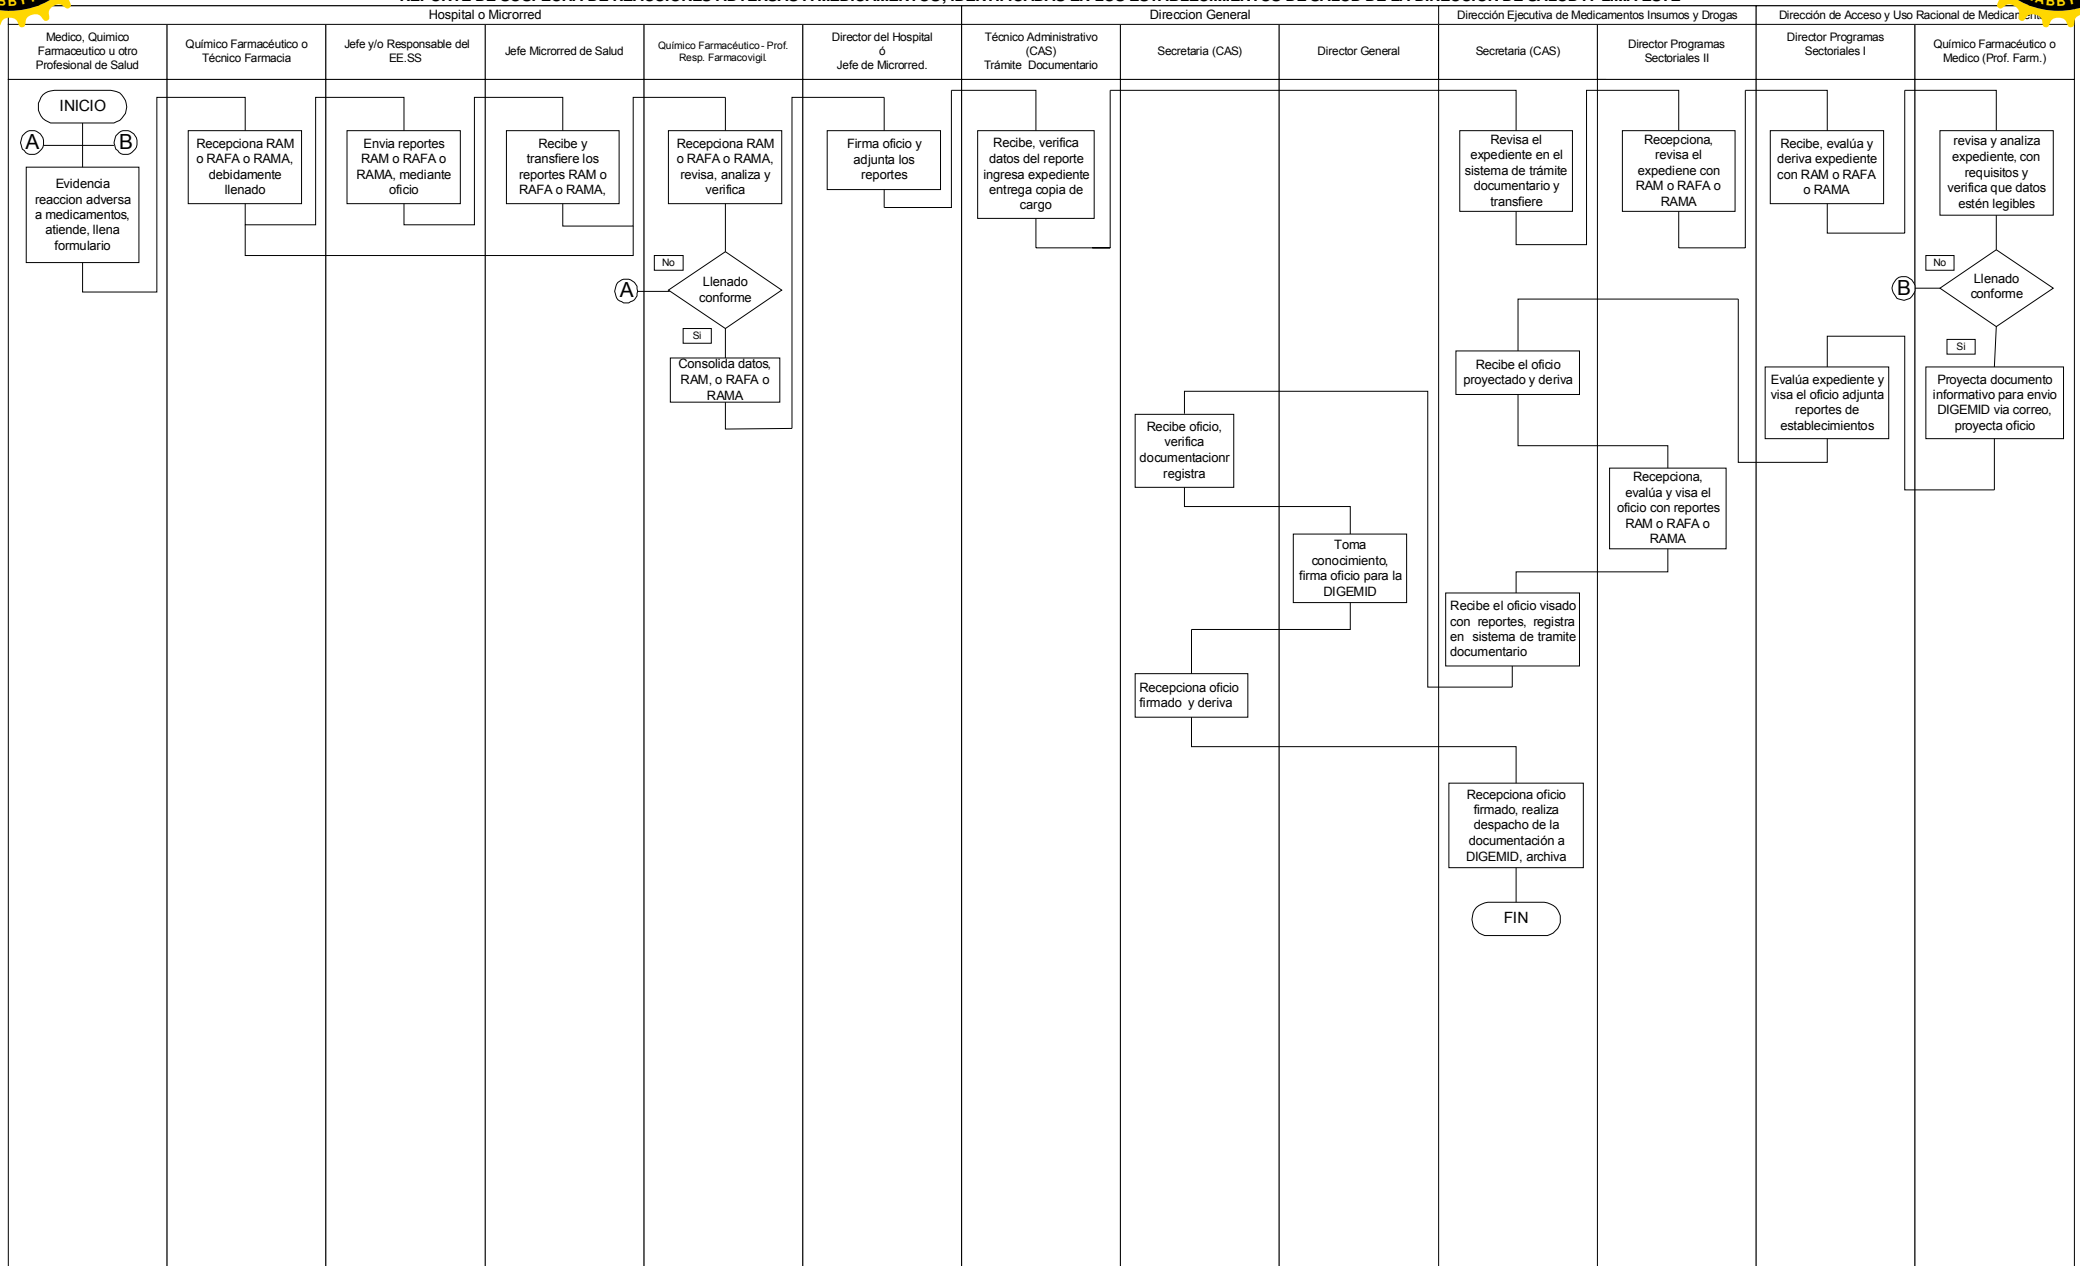 Hospital o Microrred
Direccion General
Dirección Ejecutiva de Medicamentos Insumos y Drogas
Dirección de Acceso y Uso Racional de
Medico, Quimico
Farmaceutico u otro
Profesional de Salud
Químico Farmacéutico o
Técnico Farmacia
Jefe y/o Responsable del
EE.SS
Jefe Microrred de Salud
Químico Farmacéutico - Prof.
Resp. Farmacovigil.
Director del Hospital
ó
Jefe de Microrred.
Técnico Administrativo
(CAS)
Trámite Documentario
Secretaria (CAS)
Director General
Secretaria (CAS)
Director Programas
Sectoriales II
Director Programas
Sectoriales I
Químico Farmacéutico o
Medico (Prof. Farm.)
INICIO
A
B
Evidencia
reaccion adversa
a medicamentos,
atiende, llena
formulario
Recepciona RAM
o RAFA o RAMA,
debidamente
llenado
Envia reportes
RAM o RAFA o
RAMA, mediante
oficio
Recibe y
transfiere los
reportes RAM o
RAFA o RAMA,
Recepciona RAM
o RAFA o RAMA,
revisa, analiza y
verifica
No
A
Llenado
conforme
Si
Consolida datos,
RAM, o RAFA o
RAMA
Firma oficio y
adjunta los
reportes
Recibe, verifica
datos del reporte
ingresa expediente
entrega copia de
cargo
Revisa el
expediente en el
sistema de trámite
documentario y
transfiere
Recepciona,
revisa el
expediene con
RAM o RAFA o
RAMA
Recibe, evalúa y
deriva expediente
con RAM o RAFA
o RAMA
revisa y analiza
expediente, con
requisitos y
verifica que datos
estén legibles
No
B
Llenado
conforme
Si
Proyecta documento
informativo para envio
DIGEMID via correo,
proyecta oficio
Evalúa expediente y
visa el oficio adjunta
reportes de
establecimientos
Recibe el oficio
proyectado y deriva
Recepciona,
evalúa y visa el
oficio con reportes
RAM o RAFA o
RAMA
Recibe el oficio visado
con reportes, registra
en sistema de tramite
documentario
Recibe oficio,
verifica
documentacionr
registra
Toma
conocimiento,
firma oficio para la
DIGEMID
Recepciona oficio
firmado y deriva
Recepciona oficio
firmado, realiza
despacho de la
documentación a
DIGEMID, archiva
FIN